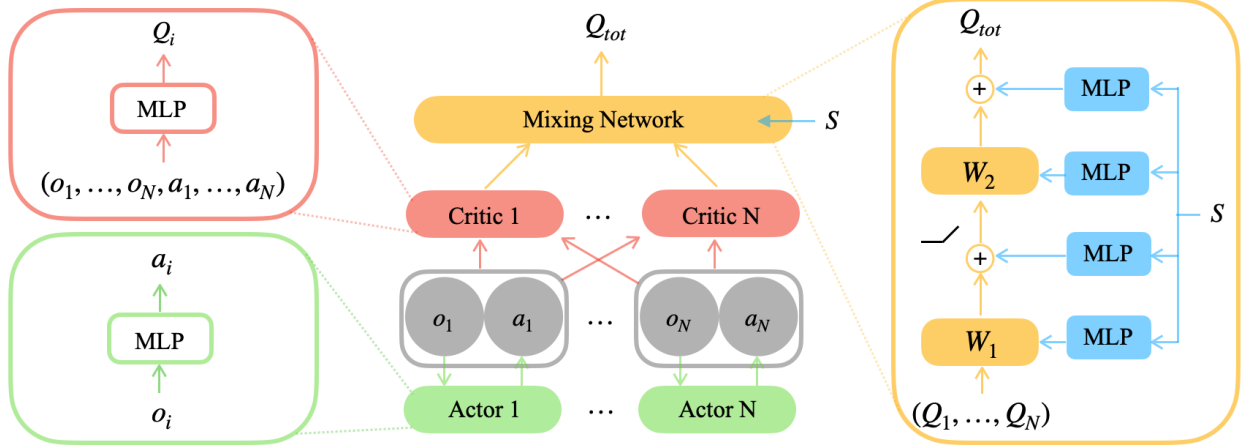 Q_i
MLP
(o_1, …, o_N, a_1, …, a_N)
a_i
MLP
o_i
Q_tot
Mixing Network
S
Critic 1 … Critic N
o_1 a_1 … o_N a_N
Actor 1 … Actor N
Q_tot
+ MLP
W_2 MLP
S
+ MLP
W_1 MLP
(Q_1, …, Q_N)